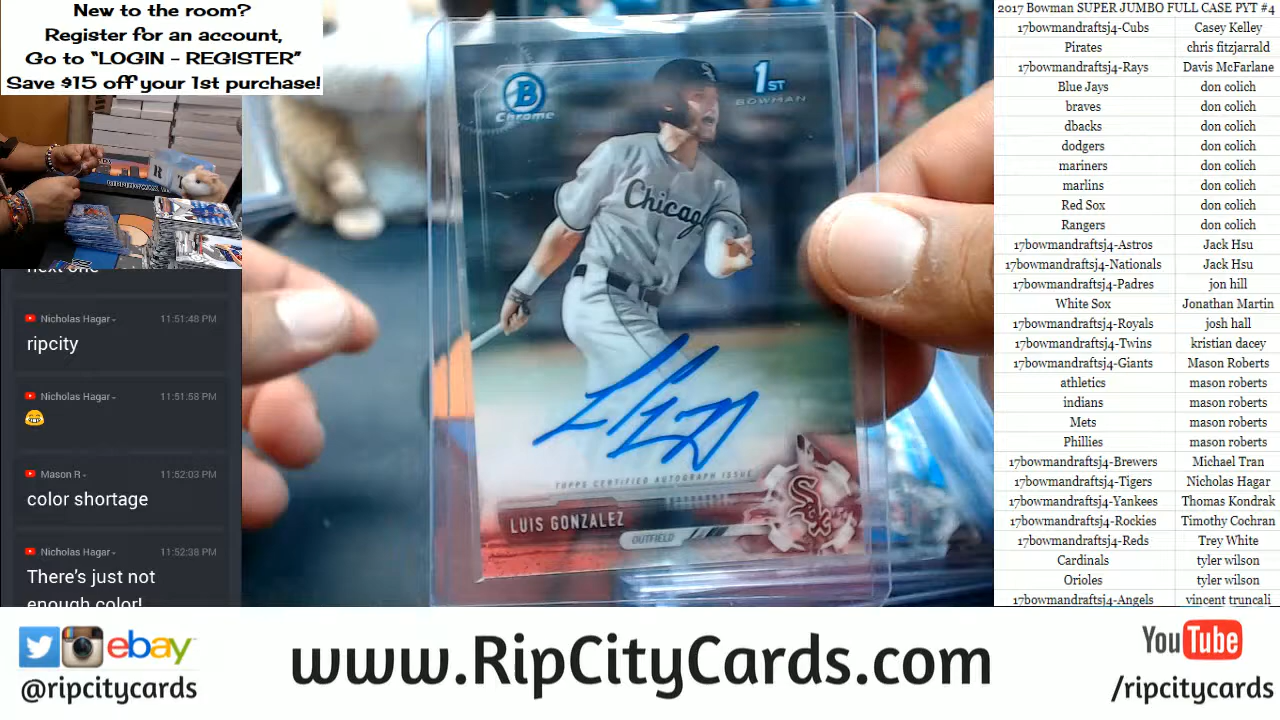 New to the room?
Register for an account,
Go to “LOGIN - REGISTER”
Save $15 off your 1st purchase!
next one
Nicholas Hagar
11:51:48 PM
ripcity
Nicholas Hagar
11:51:58 PM
😁
Mason R
11:52:03 PM
color shortage
Nicholas Hagar
11:52:38 PM
There's just not
enough color!
B
Chrome
1ST
BOWMAN
Chicago
TOPPS CERTIFIED AUTOGRAPH ISSUE
LUIS GONZALEZ
OUTFIELD
Sox
2017 Bowman SUPER JUMBO FULL CASE PYT #4
17bowmandraftsj4-Cubs Casey Kelley
Pirates chris fitzjarrald
17bowmandraftsj4-Rays Davis McFarlane
Blue Jays don colich
braves don colich
dbacks don colich
dodgers don colich
mariners don colich
marlins don colich
Red Sox don colich
Rangers don colich
17bowmandraftsj4-Astros Jack Hsu
17bowmandraftsj4-Nationals Jack Hsu
17bowmandraftsj4-Padres jon hill
White Sox Jonathan Martin
17bowmandraftsj4-Royals josh hall
17bowmandraftsj4-Twins kristian dacey
17bowmandraftsj4-Giants Mason Roberts
athletics mason roberts
indians mason roberts
Mets mason roberts
Phillies mason roberts
17bowmandraftsj4-Brewers Michael Tran
17bowmandraftsj4-Tigers Nicholas Hagar
17bowmandraftsj4-Yankees Thomas Kondrak
17bowmandraftsj4-Rockies Timothy Cochran
17bowmandraftsj4-Reds Trey White
Cardinals tyler wilson
Orioles tyler wilson
17bowmandraftsj4-Angels vincent truncali
ebay
@ripcitycards
www.RipCityCards.com
YouTube
/ripcitycards